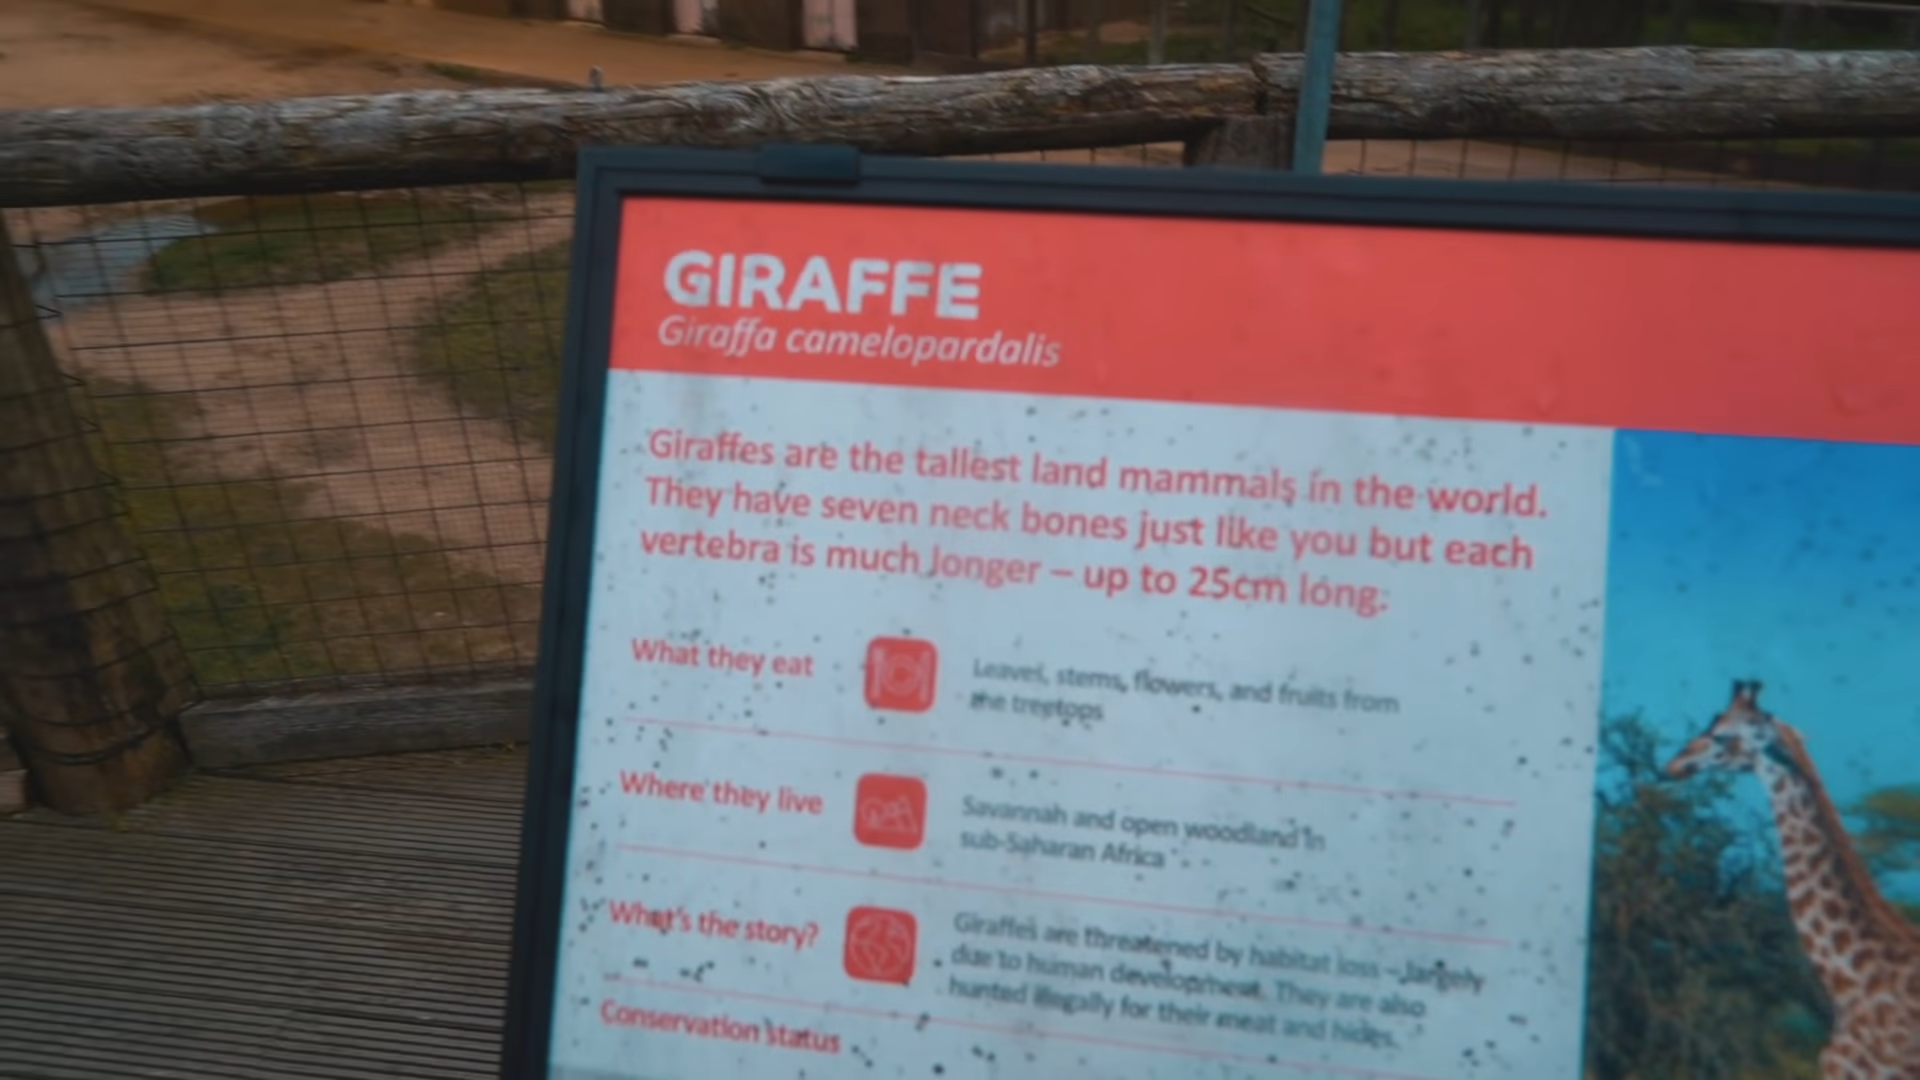 GIRAFFE
Giraffa camelopardalis
Giraffes are the tallest land mammals in the world.
They have seven neck bones just like you but each
vertebra is much longer – up to 25cm long.
What they eat
Leaves, stems, flowers, and fruits from
the treetops
Where they live
Savannah and open woodland in
sub-Saharan Africa
What's the story?
Giraffes are threatened by habitat loss – largely
due to human development. They are also
hunted illegally for their meat and hides.
Conservation status